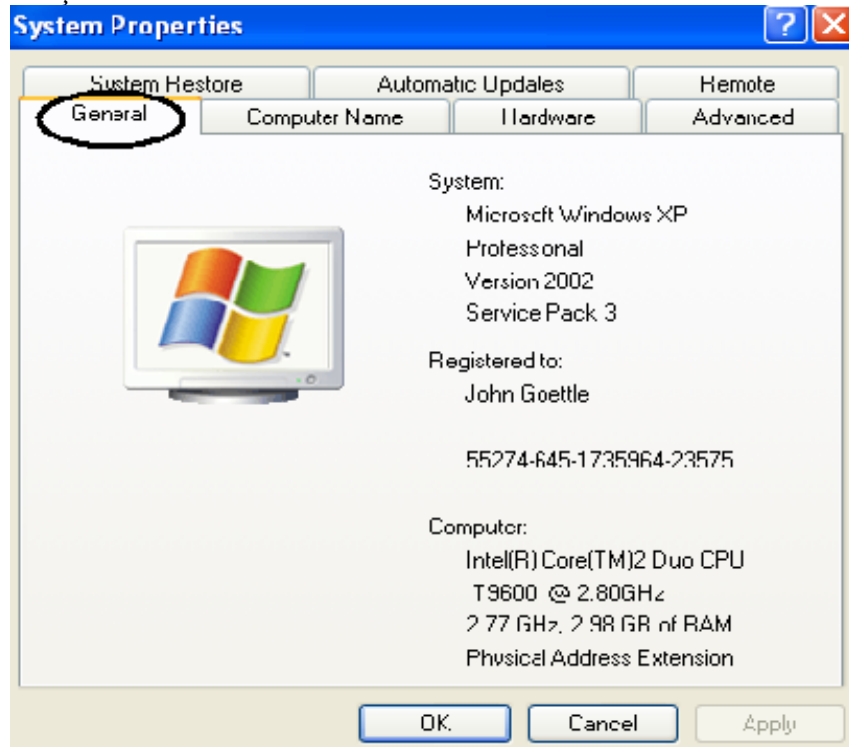 System Properties
System Restore Automatic Updates Remote
General Computer Name Hardware Advanced
System:
Microsoft Windows XP
Professional
Version 2002
Service Pack 3
Registered to:
John Goettle
55274-645-1735964-23575
Computer:
Intel(R) Core(TM)2 Duo CPU
T9600 @ 2.80GHz
2.77 GHz, 2.98 GB of RAM
Physical Address Extension
OK Cancel Apply